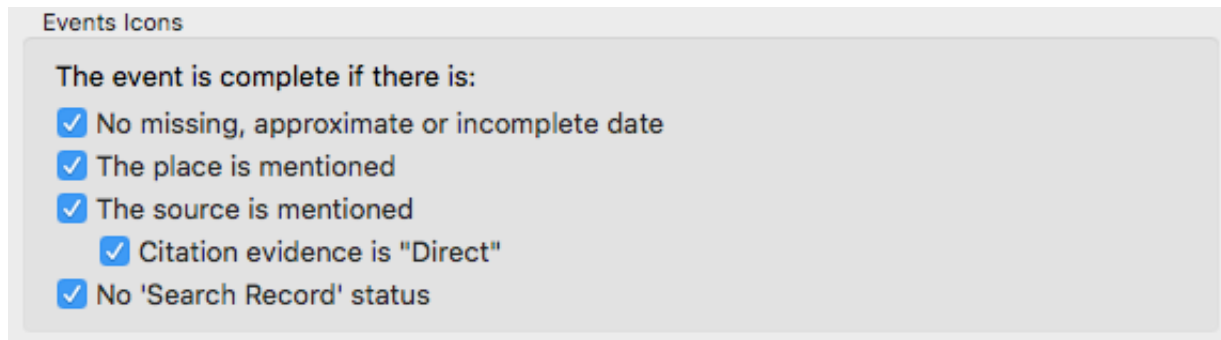 Events Icons
The event is complete if there is:
No missing, approximate or incomplete date
The place is mentioned
The source is mentioned
Citation evidence is "Direct"
No 'Search Record' status